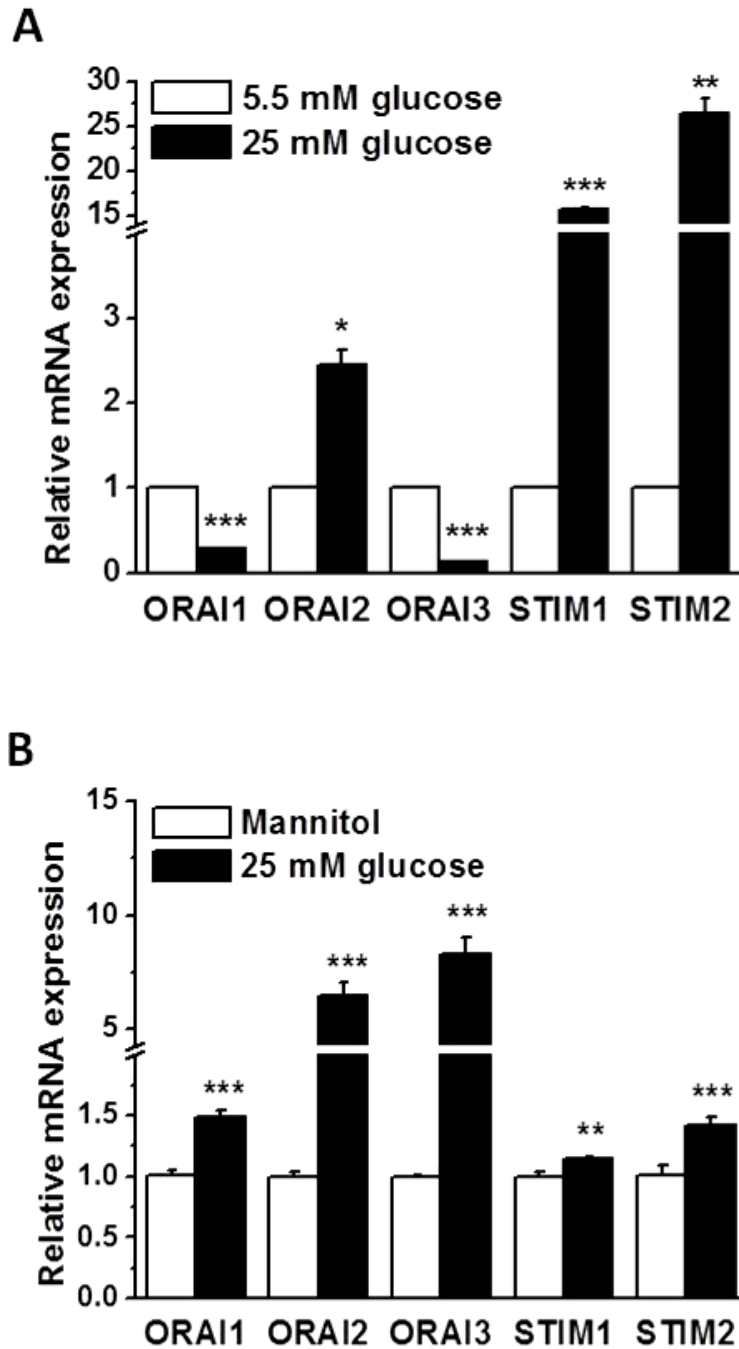 A
30
25
20
15
3
2
1
0
Relative mRNA expression
5.5 mM glucose
25 mM glucose
***
*
***
***
**
ORAI1 ORAI2 ORAI3 STIM1 STIM2
B
15
10
5
1.5
1.0
0.5
0.0
Relative mRNA expression
Mannitol
25 mM glucose
***
***
***
**
***
ORAI1 ORAI2 ORAI3 STIM1 STIM2